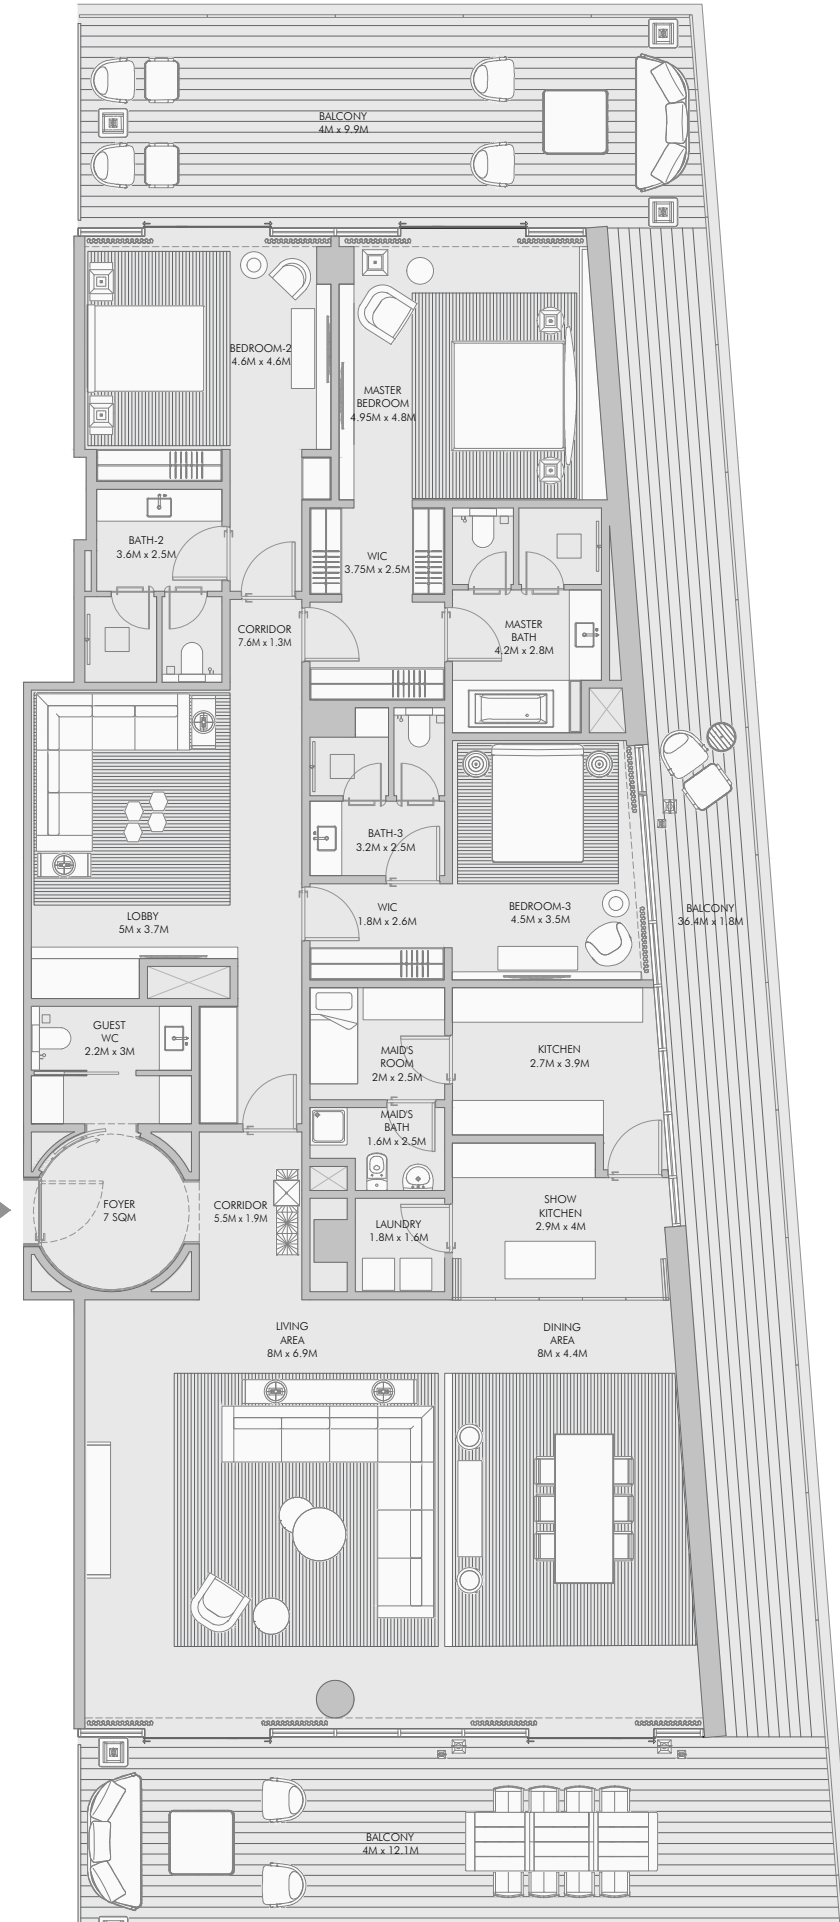 BALCONY
4M x 9.9M
BEDROOM-2
4.6M x 4.6M
MASTER
BEDROOM
4.95M x 4.8M
BATH-2
3.6M x 2.5M
WIC
3.75M x 2.5M
CORRIDOR
7.6M x 1.3M
MASTER
BATH
4.2M x 2.8M
BATH-3
3.2M x 2.5M
LOBBY
5M x 3.7M
WIC
1.8M x 2.6M
BEDROOM-3
4.5M x 3.5M
BALCONY
36.4M x 1.8M
GUEST
WC
2.2M x 3M
MAID'S
ROOM
2M x 2.5M
KITCHEN
2.7M x 3.9M
MAID'S
BATH
1.6M x 2.5M
FOYER
7 SQM
CORRIDOR
5.5M x 1.9M
LAUNDRY
1.8M x 1.6M
SHOW
KITCHEN
2.9M x 4M
LIVING
AREA
8M x 6.9M
DINING
AREA
8M x 4.4M
BALCONY
4M x 12.1M